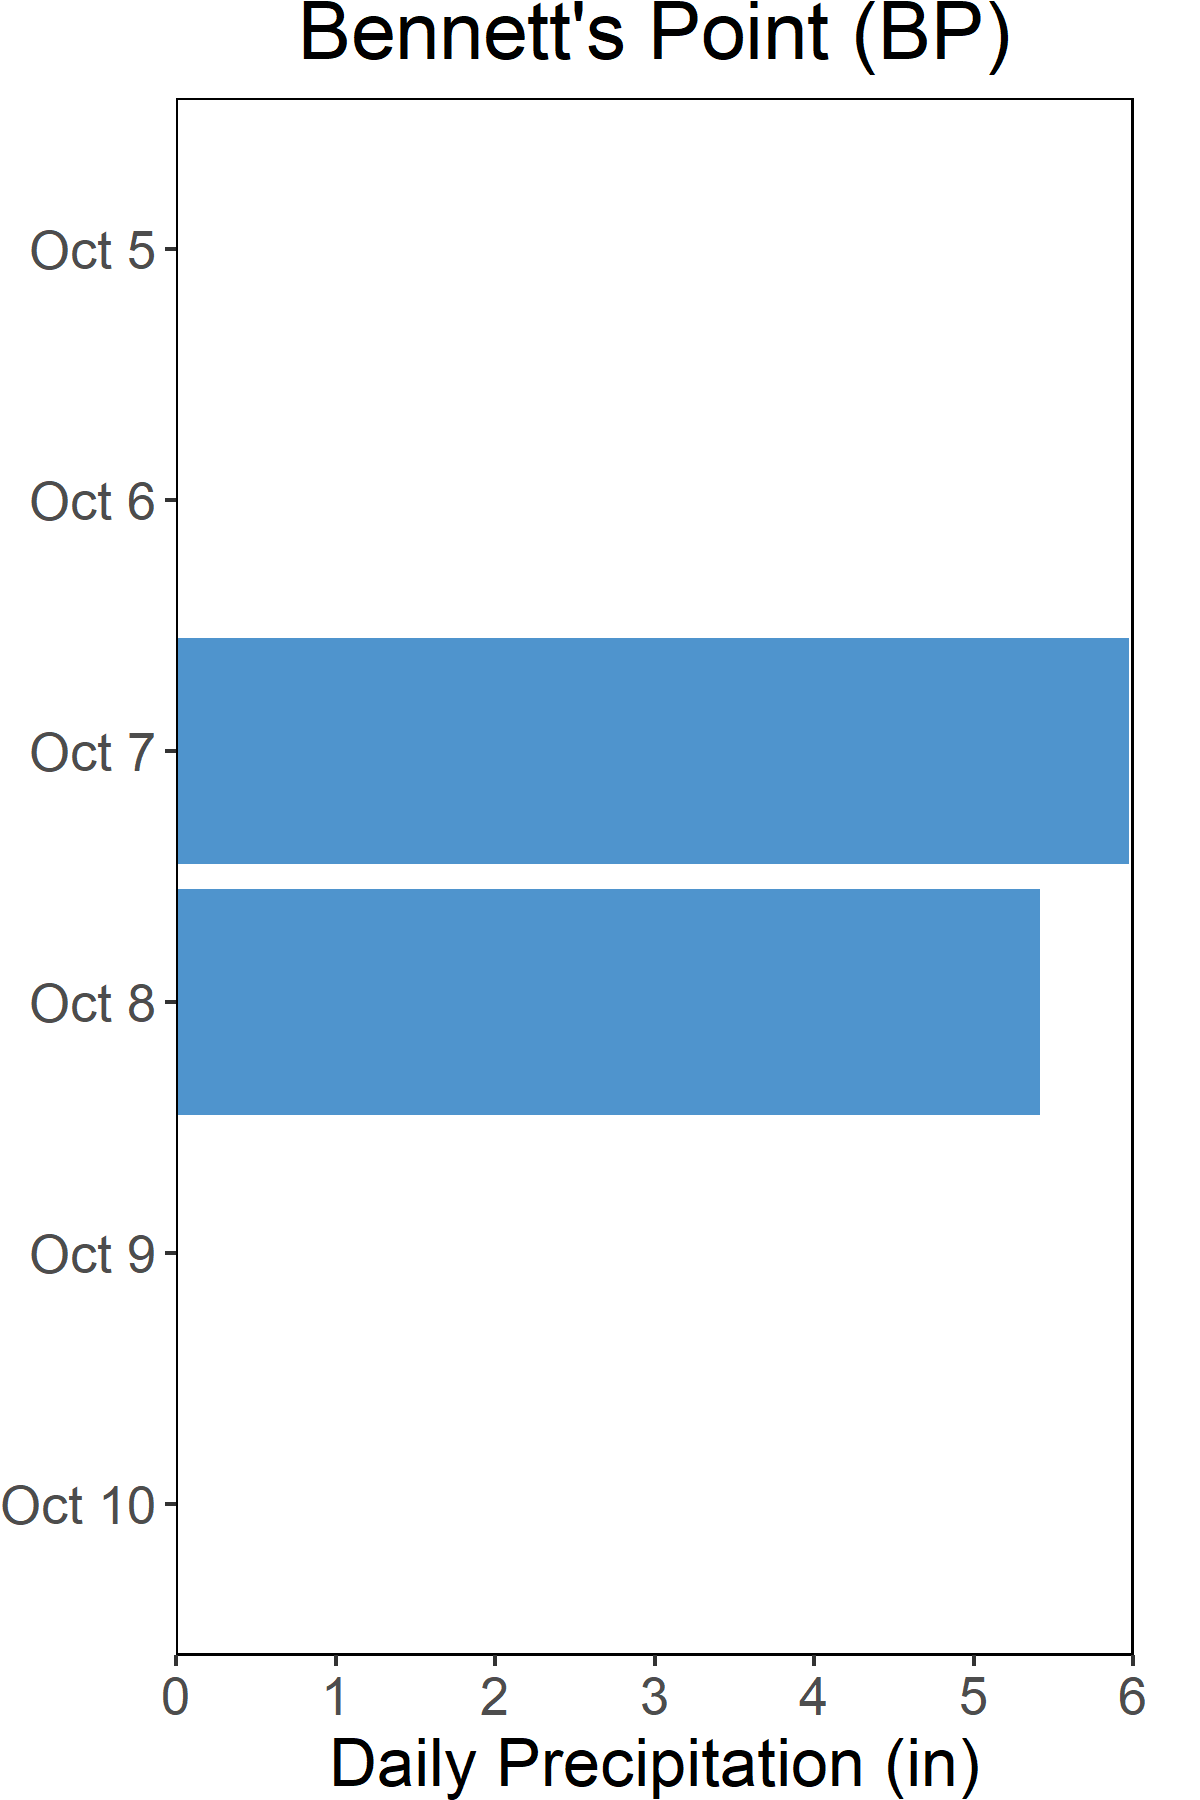 Bennett's Point (BP)
Oct 5
Oct 6
Oct 7
Oct 8
Oct 9
Oct 10
0 1 2 3 4 5 6
Daily Precipitation (in)